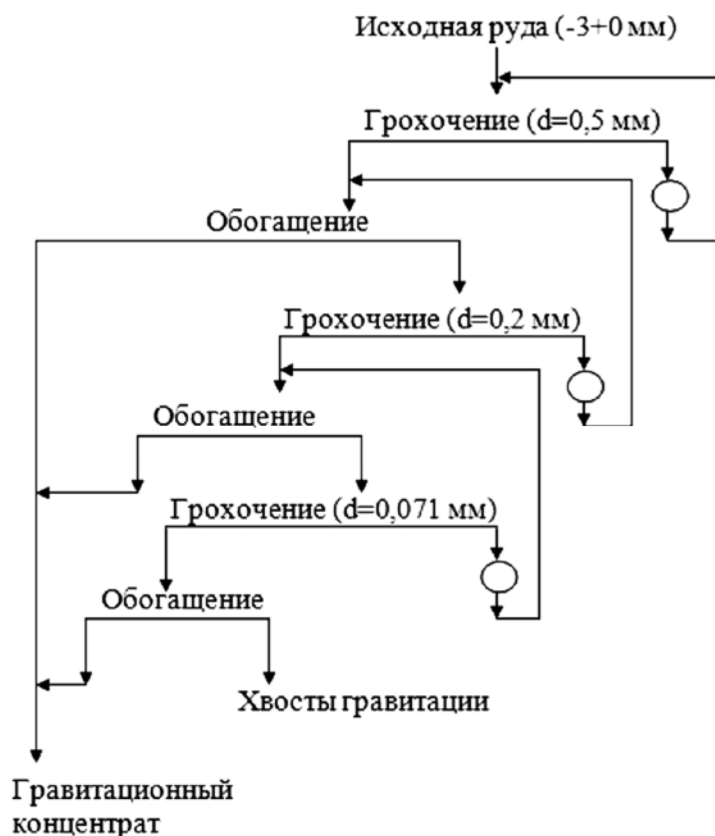 Исходная руда (-3+0 мм)
Грохочение (d=0,5 мм)
Обогащение
Грохочение (d=0,2 мм)
Обогащение
Грохочение (d=0,071 мм)
Обогащение
Хвосты гравитации
Гравитационный
концентрат